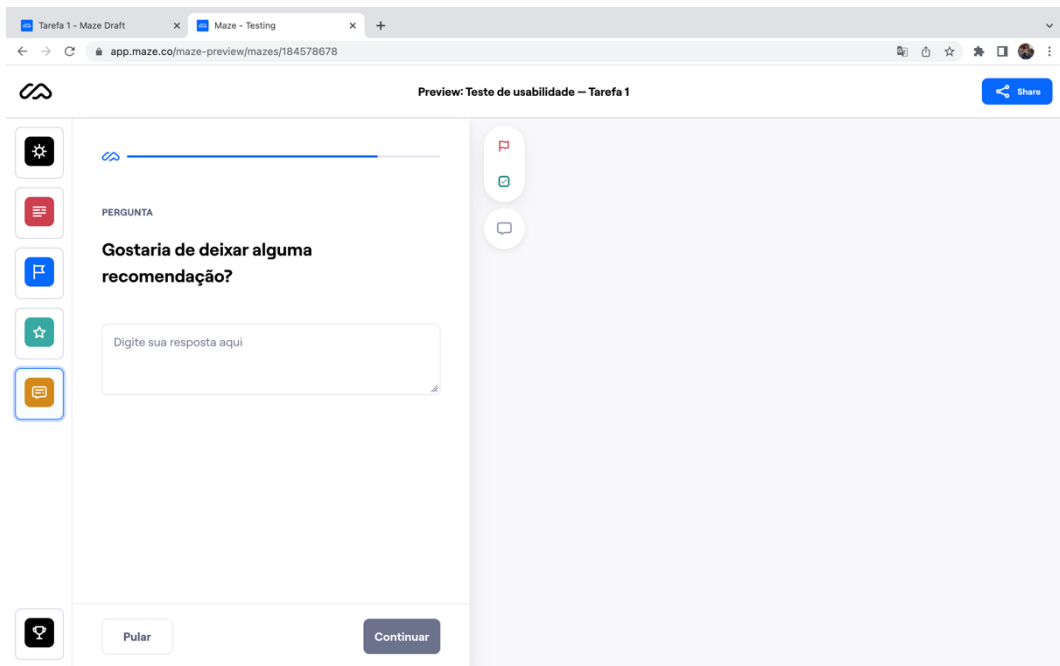 Tarefa 1 - Maze Draft
Maze - Testing
app.maze.co/maze-preview/mazes/184578678
Preview: Teste de usabilidade — Tarefa 1
Share
PERGUNTA
Gostaria de deixar alguma
recomendação?
Digite sua resposta aqui
Pular
Continuar